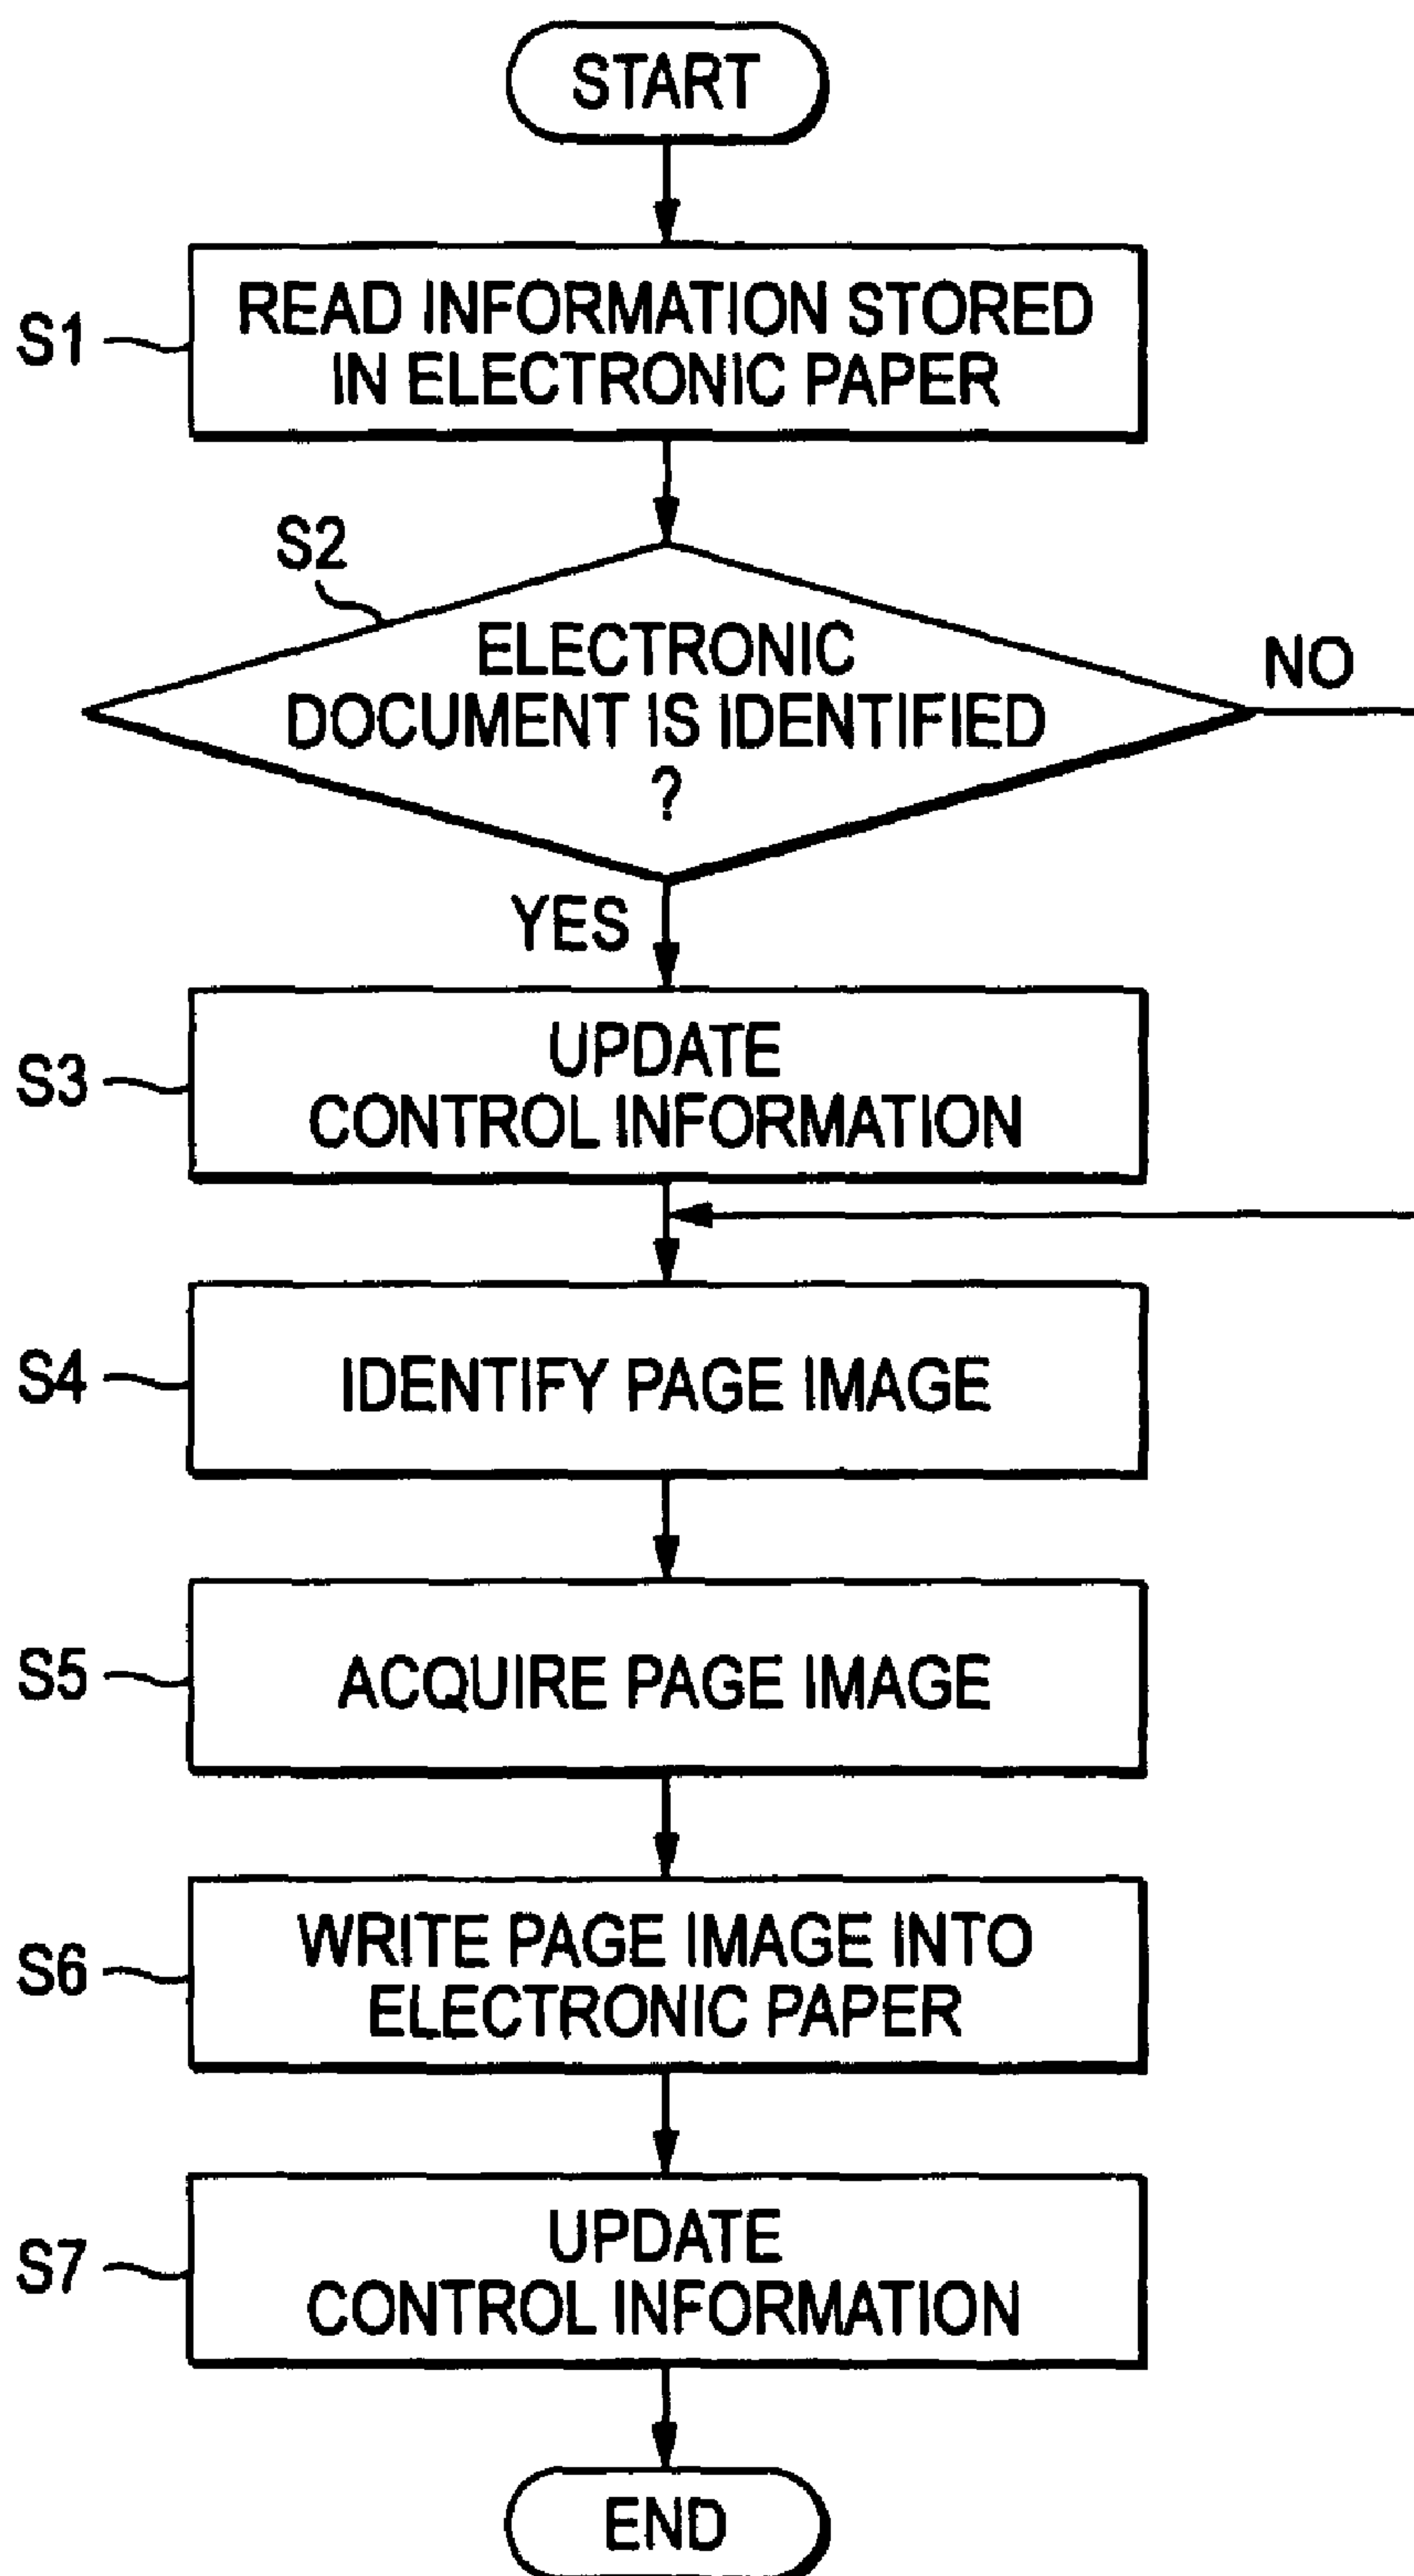 START
S1
READ INFORMATION STORED
IN ELECTRONIC PAPER
S2
ELECTRONIC
DOCUMENT IS IDENTIFIED
?
NO
YES
S3
UPDATE
CONTROL INFORMATION
S4
IDENTIFY PAGE IMAGE
S5
ACQUIRE PAGE IMAGE
S6
WRITE PAGE IMAGE INTO
ELECTRONIC PAPER
S7
UPDATE
CONTROL INFORMATION
END